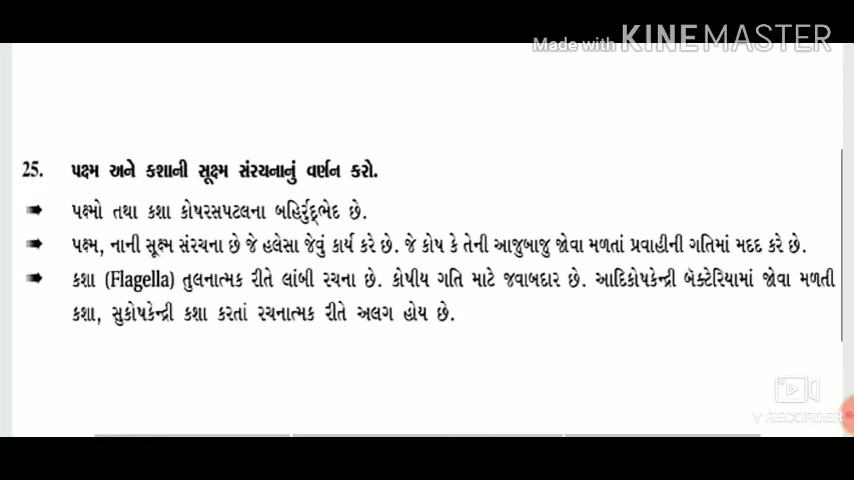 Made with KINEMASTER
25. પક્ષ્મ અને કશાની સૂક્ષ્મ સંરચનાનું વર્ણન કરો.
➡ પક્ષ્મો તથા કશા કોષરસપટલના બહિર્રુદ્ભેદ છે.
➡ પક્ષ્મ, નાની સૂક્ષ્મ સંરચના છે જે હલેસા જેવું કાર્ય કરે છે. જે કોષ કે તેની આજુબાજુ જોવા મળતાં પ્રવાહીની ગતિમાં મદદ કરે છે.
➡ કશા (Flagella) તુલનાત્મક રીતે લાંબી રચના છે. કોષીય ગતિ માટે જવાબદાર છે. આદિકોષકેન્દ્રી બૅક્ટેરિયામાં જોવા મળતી
કશા, સુકોષકેન્દ્રી કશા કરતાં રચનાત્મક રીતે અલગ હોય છે.
V RECORDER